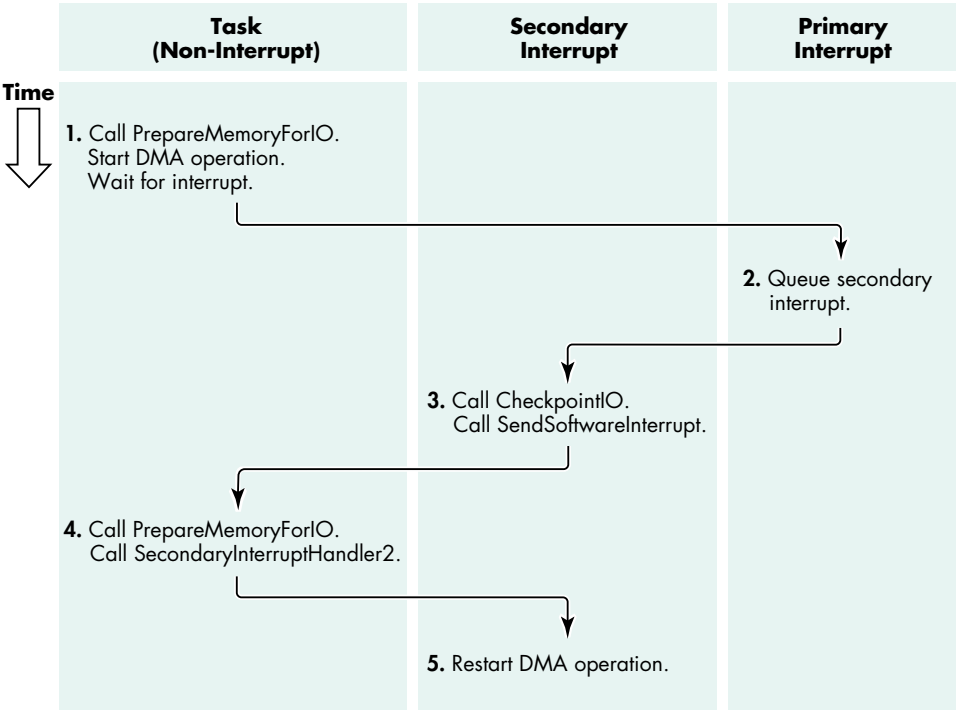 Task
(Non-Interrupt)
Secondary
Interrupt
Primary
Interrupt
Time
1. Call PrepareMemoryForIO.
Start DMA operation.
Wait for interrupt.
2. Queue secondary
interrupt.
3. Call CheckpointIO.
Call SendSoftwareInterrupt.
4. Call PrepareMemoryForIO.
Call SecondaryInterruptHandler2.
5. Restart DMA operation.